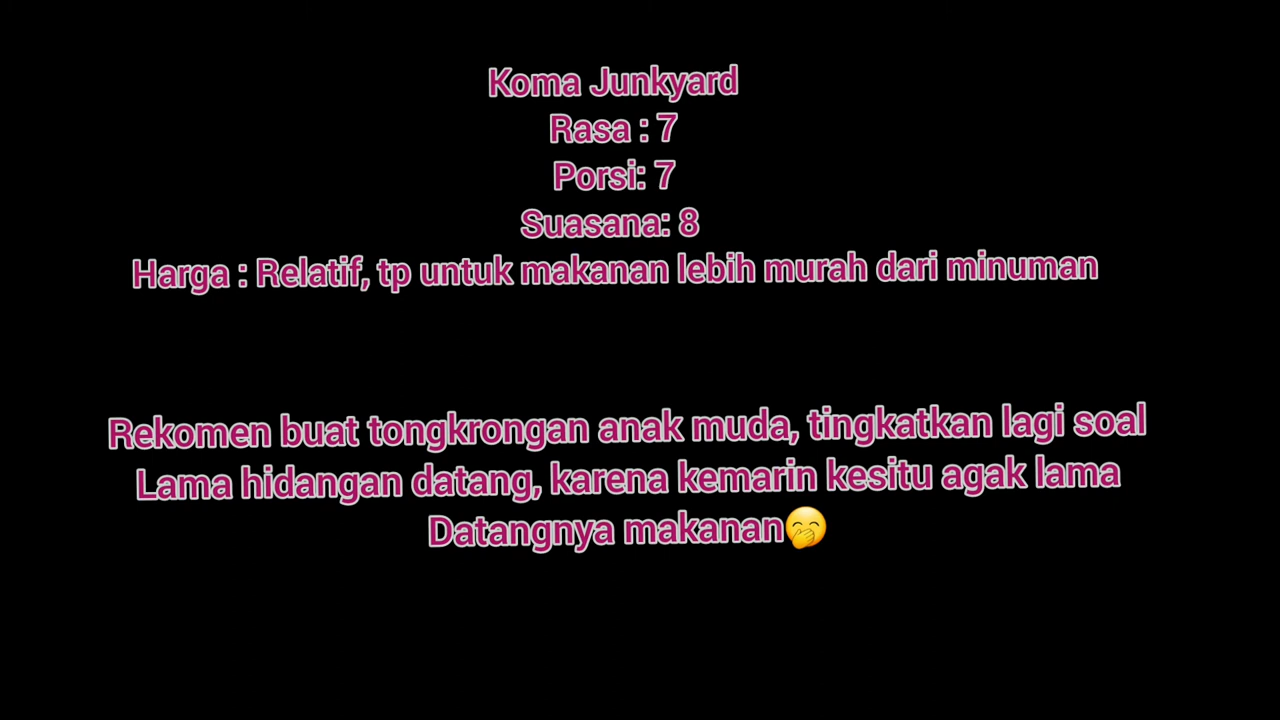 Koma Junkyard
Rasa : 7
Porsi: 7
Suasana: 8
Harga : Relatif, tp untuk makanan lebih murah dari minuman
Rekomen buat tongkrongan anak muda, tingkatkan lagi soal
Lama hidangan datang, karena kemarin kesitu agak lama
Datangnya makanan🤭